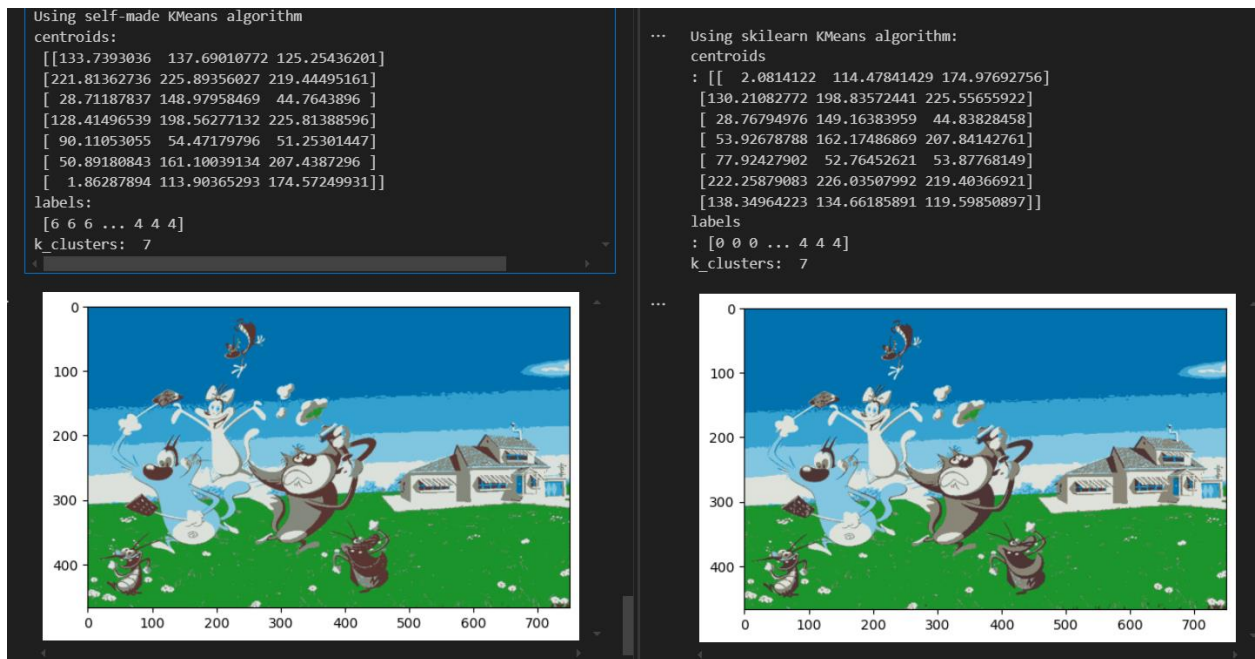 Using self-made KMeans algorithm
centroids:
[[133.7393036 137.69010772 125.25436201]
[221.81362736 225.89356027 219.44495161]
[ 28.71187837 148.97958469 44.7643896 ]
[128.41496539 198.56277132 225.81388596]
[ 90.11053055 54.47179796 51.25301447]
[ 50.89180843 161.10039134 207.4387296 ]
[ 1.86287894 113.90365293 174.57249931]]
labels:
[6 6 6 ... 4 4 4]
k_clusters: 7
0
100
200
300
400
0 100 200 300 400 500 600 700
... Using skilearn KMeans algorithm:
centroids
: [[ 2.0814122 114.47841429 174.97692756]
[130.21082772 198.83572441 225.55655922]
[ 28.76794976 149.16383959 44.83828458]
[ 53.92678788 162.17486869 207.84142761]
[ 77.92427902 52.76452621 53.87768149]
[222.25879083 226.03507992 219.40366921]
[138.34964223 134.66185891 119.59850897]]
labels
: [0 0 0 ... 4 4 4]
k_clusters: 7
...
0
100
200
300
400
0 100 200 300 400 500 600 700